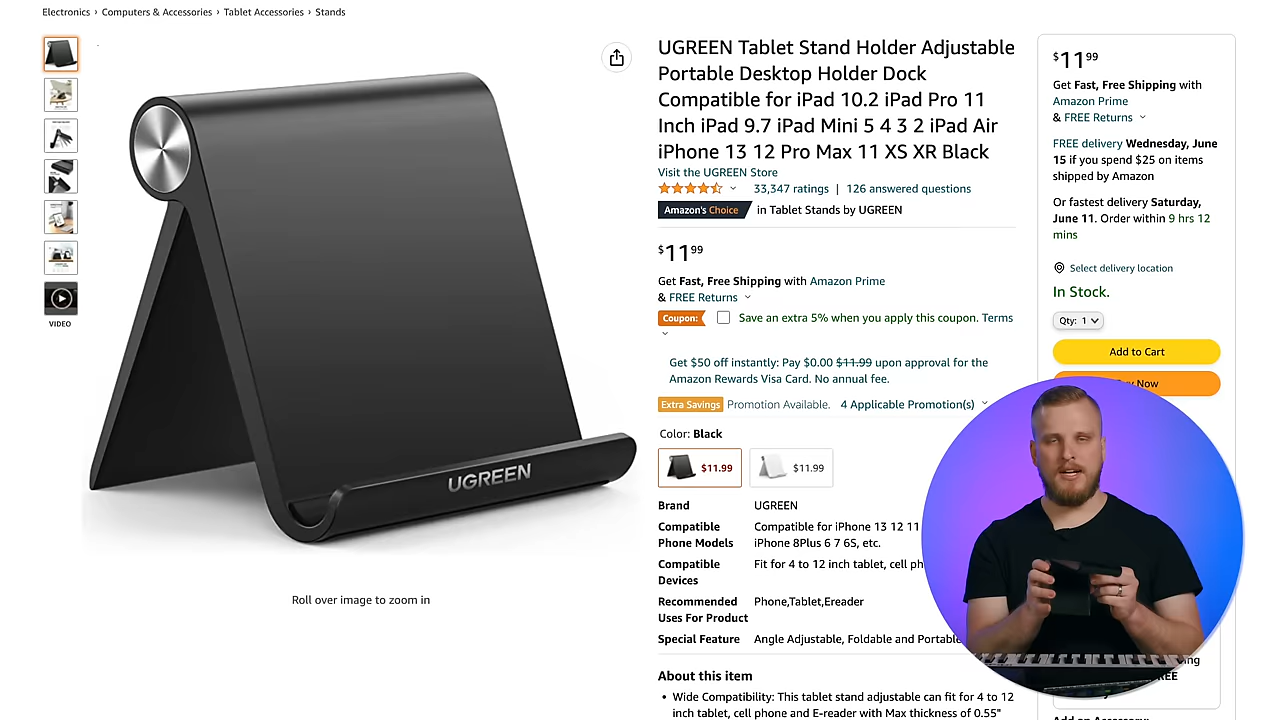 Electronics › Computers & Accessories › Tablet Accessories › Stands
VIDEO
UGREEN
Roll over image to zoom in
UGREEN Tablet Stand Holder Adjustable
Portable Desktop Holder Dock
Compatible for iPad 10.2 iPad Pro 11
Inch iPad 9.7 iPad Mini 5 4 3 2 iPad Air
iPhone 13 12 Pro Max 11 XS XR Black
Visit the UGREEN Store
33,347 ratings | 126 answered questions
Amazon's Choice in Tablet Stands by UGREEN
$11 99
Get Fast, Free Shipping with Amazon Prime
& FREE Returns
Coupon: Save an extra 5% when you apply this coupon. Terms
Get $50 off instantly: Pay $0.00 $11.99 upon approval for the
Amazon Rewards Visa Card. No annual fee.
Extra Savings Promotion Available. 4 Applicable Promotion(s)
Color: Black
$11.99 $11.99
Brand UGREEN
Compatible Phone Models Compatible for iPhone 13 12 11
iPhone 8Plus 6 7 6S, etc.
Compatible Devices Fit for 4 to 12 inch tablet, cell ph
Recommended Uses For Product Phone,Tablet,Ereader
Special Feature Angle Adjustable, Foldable and Portable
About this item
• Wide Compatibility: This tablet stand adjustable can fit for 4 to 12
inch tablet, cell phone and E-reader with Max thickness of 0.55"
$11 99
Get Fast, Free Shipping with
Amazon Prime
& FREE Returns
FREE delivery Wednesday, June
15 if you spend $25 on items
shipped by Amazon
Or fastest delivery Saturday,
June 11. Order within 9 hrs 12
mins
Select delivery location
In Stock.
Qty: 1
Add to Cart
Now